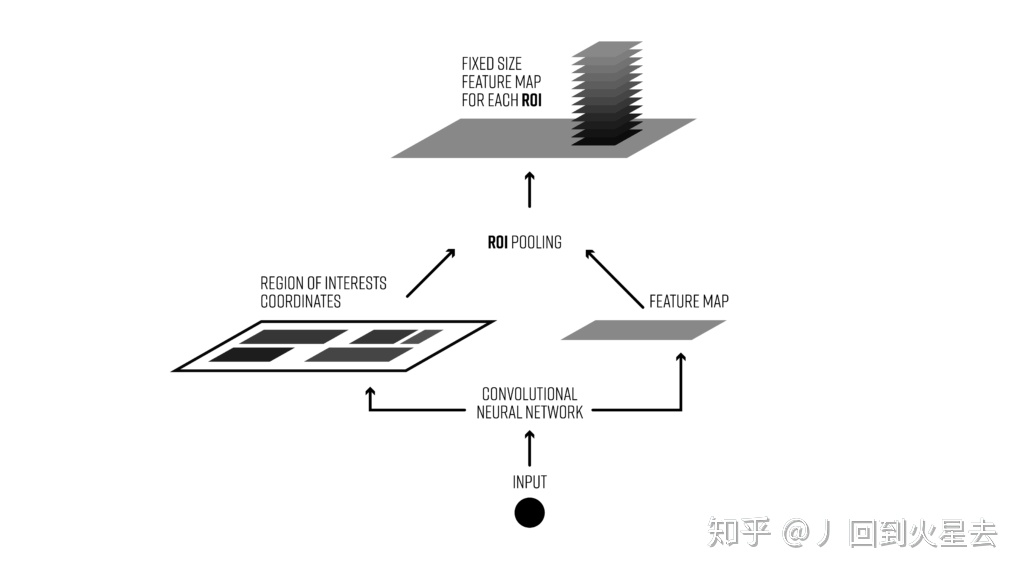 FIXED SIZE
FEATURE MAP
FOR EACH ROI
ROI POOLING
REGION OF INTERESTS
COORDINATES
FEATURE MAP
CONVOLUTIONAL
NEURAL NETWORK
INPUT
知乎 @丿回到火星去